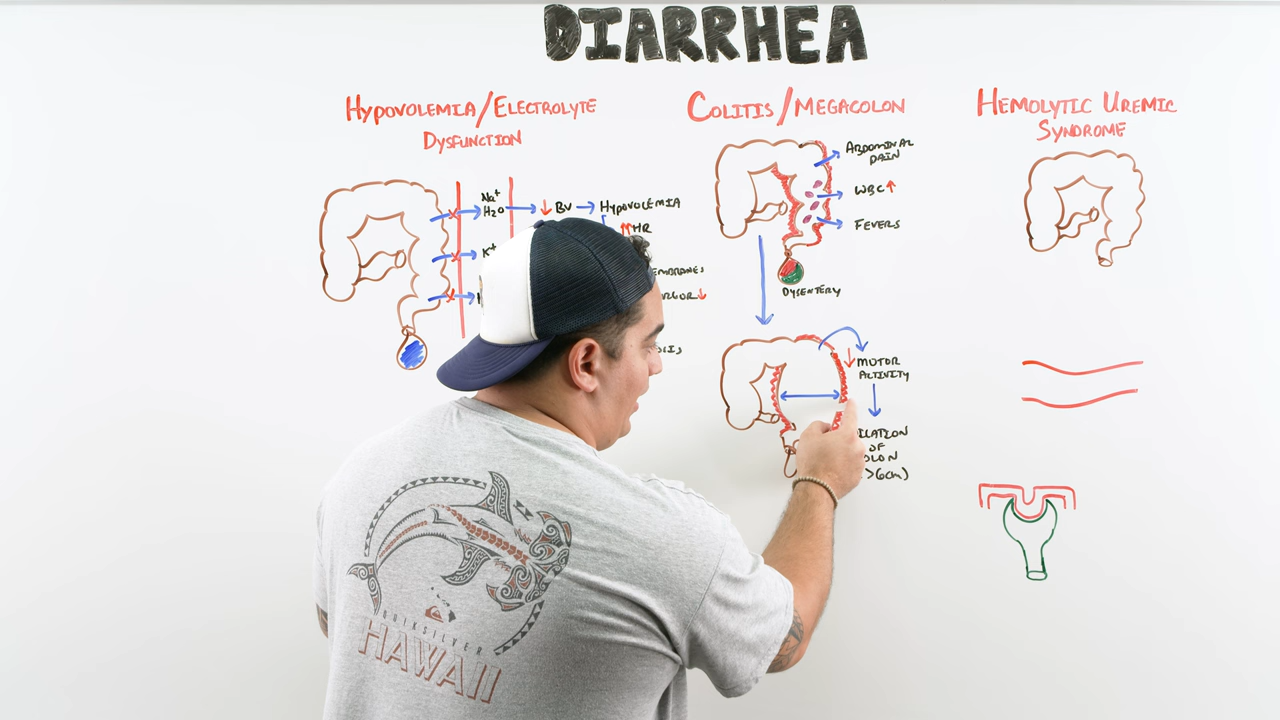 DIARRHEA
HYPOVOLEMIA/ELECTROLYTE
DYSFUNCTION
Na+
H2O
↓ BV → HYPOVOLEMIA
↑↑HR
K+
COLITIS/MEGACOLON
ABDOMINAL
PAIN
WBC↑
FEVERS
DYSENTERY
↓ MOTOR
ACTIVITY
OF
>6cm)
HEMOLYTIC UREMIC
SYNDROME
QUIKSILVER
HAWAII